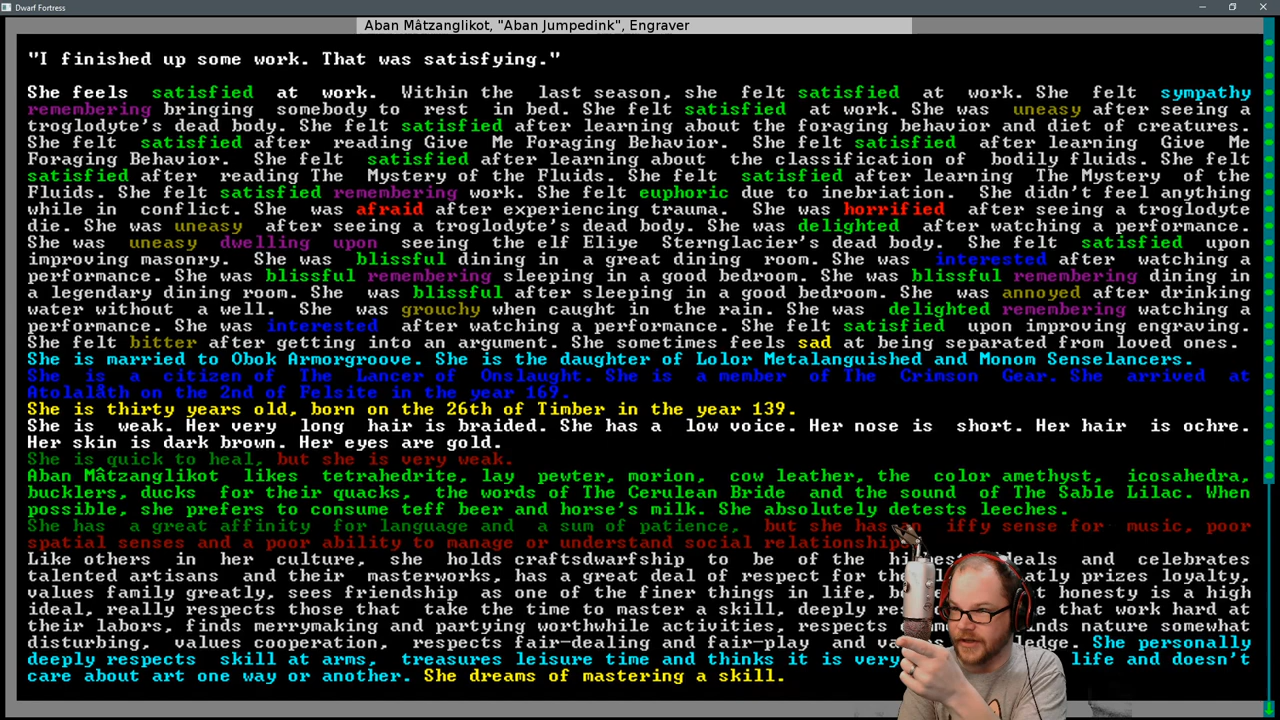 Dwarf Fortress
Aban Mâtzanglikot, "Aban Jumpedink", Engraver
"I finished up some work. That was satisfying."
She feels satisfied at work. Within the last season, she felt satisfied at work. She felt sympathy
remembering bringing somebody to rest in bed. She felt satisfied at work. She was uneasy after seeing a
troglodyte's dead body. She felt satisfied after learning about the foraging behavior and diet of creatures.
She felt satisfied after reading Give Me Foraging Behavior. She felt satisfied after learning Give Me
Foraging Behavior. She felt satisfied after learning about the classification of bodily fluids. She felt
satisfied after reading The Mystery of the Fluids. She felt satisfied after learning The Mystery of the
Fluids. She felt satisfied remembering work. She felt euphoric due to inebriation. She didn't feel anything
while in conflict. She was afraid after experiencing trauma. She was horrified after seeing a troglodyte
die. She was uneasy after seeing a troglodyte's dead body. She was delighted after watching a performance.
She was uneasy dwelling upon seeing the elf Eliye Sternglacier's dead body. She felt satisfied upon
improving masonry. She was blissful dining in a great dining room. She was interested after watching a
performance. She was blissful remembering sleeping in a good bedroom. She was blissful remembering dining in
a legendary dining room. She was blissful after sleeping in a good bedroom. She was annoyed after drinking
water without a well. She was grouchy when caught in the rain. She was delighted remembering watching a
performance. She was interested after watching a performance. She felt satisfied upon improving engraving.
She felt bitter after getting into an argument. She sometimes feels sad at being separated from loved ones.
She is married to Obok Armorgroove. She is the daughter of Lolor Metalanguished and Monom Senselancers.
She is a citizen of The Lancer of Onslaught. She is a member of The Crimson Gear. She arrived at
Atolalåth on the 2nd of Felsite in the year 169.
She is thirty years old, born on the 26th of Timber in the year 139.
She is weak. Her very long hair is braided. She has a low voice. Her nose is short. Her hair is ochre.
Her skin is dark brown. Her eyes are gold.
She is quick to heal, but she is very weak.
Aban Mâtzanglikot likes tetrahedrite, lay pewter, morion, cow leather, the color amethyst, icosahedra,
bucklers, ducks for their quacks, the words of The Cerulean Bride and the sound of The Sable Lilac. When
possible, she prefers to consume teff beer and horse's milk. She absolutely detests leeches.
She has a great affinity for language and a sum of patience, but she has iffy sense for music, poor
spatial senses and a poor ability to manage or understand social relationships
Like others in her culture, she holds craftsdwarfship to be of the ideals and celebrates
talented artisans and their masterworks, has a great deal of respect for prizes loyalty,
values family greatly, sees friendship as one of the finer things in life, honesty is a high
ideal, really respects those that take the time to master a skill, deeply that work hard at
their labors, finds merrymaking and partying worthwhile activities, respects nature somewhat
disturbing, values cooperation, respects fair-dealing and fair-play and She personally
deeply respects skill at arms, treasures leisure time and thinks it is very life and doesn't
care about art one way or another. She dreams of mastering a skill.